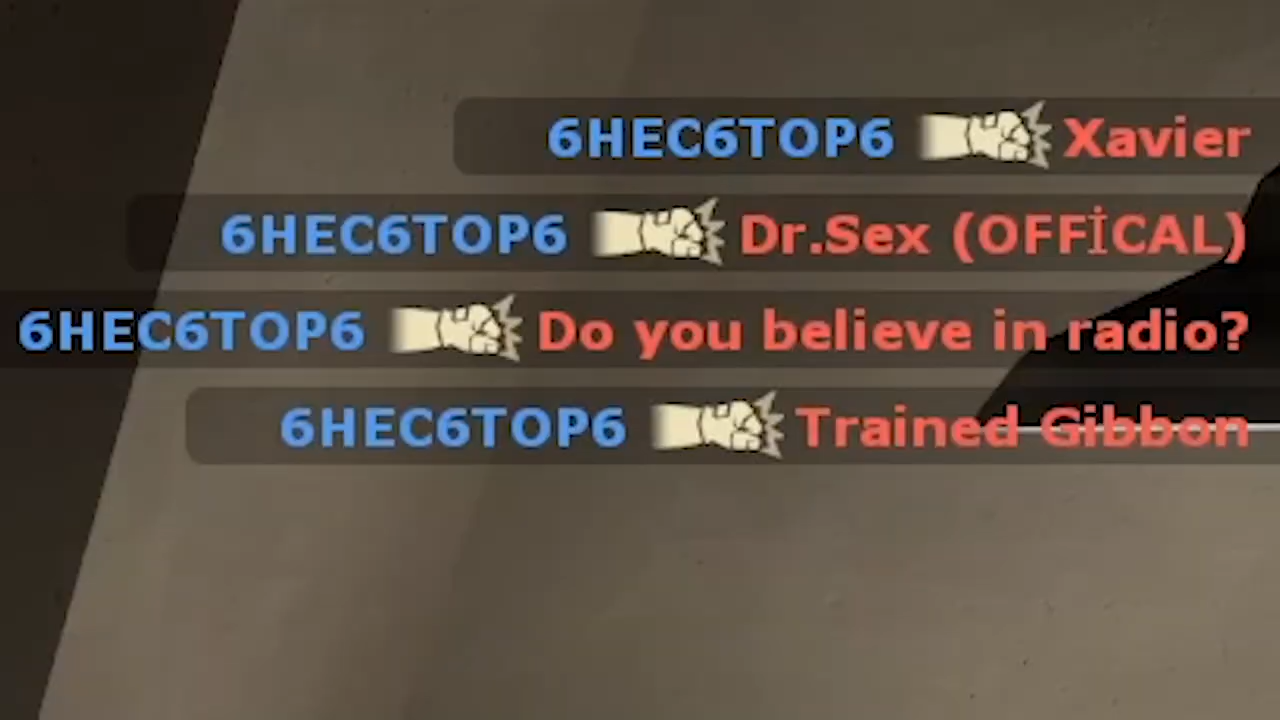 6HEC6TOP6 Xavier
6HEC6TOP6 Dr.Sex (OFFİCAL)
6HEC6TOP6 Do you believe in radio?
6HEC6TOP6 Trained Gibbon